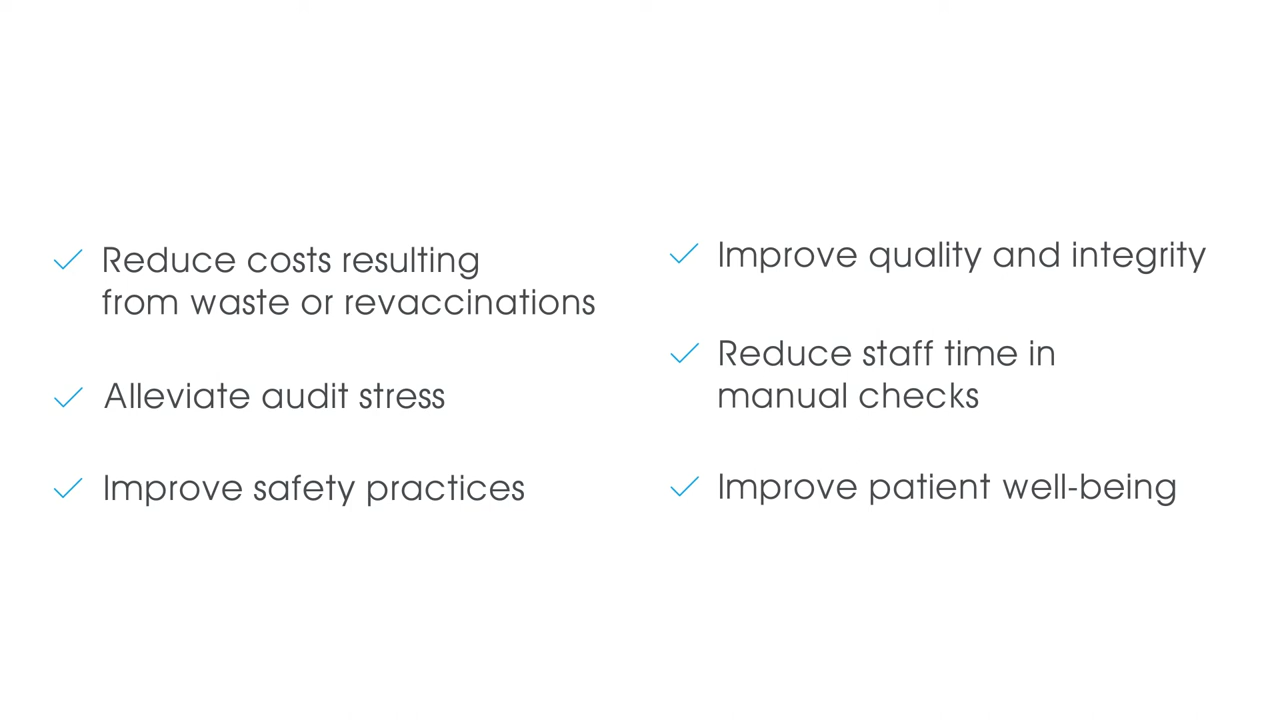 Reduce costs resulting
from waste or revaccinations
Alleviate audit stress
Improve safety practices
Improve quality and integrity
Reduce staff time in
manual checks
Improve patient well-being